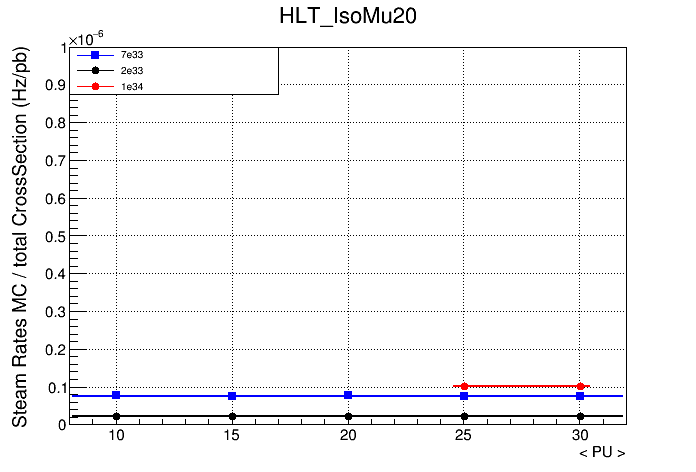 HLT_IsoMu20
×10⁻⁶
Steam Rates MC / total CrossSection (Hz/pb)
7e33
2e33
1e34
1
0.9
0.8
0.7
0.6
0.5
0.4
0.3
0.2
0.1
0
10 15 20 25 30
< PU >